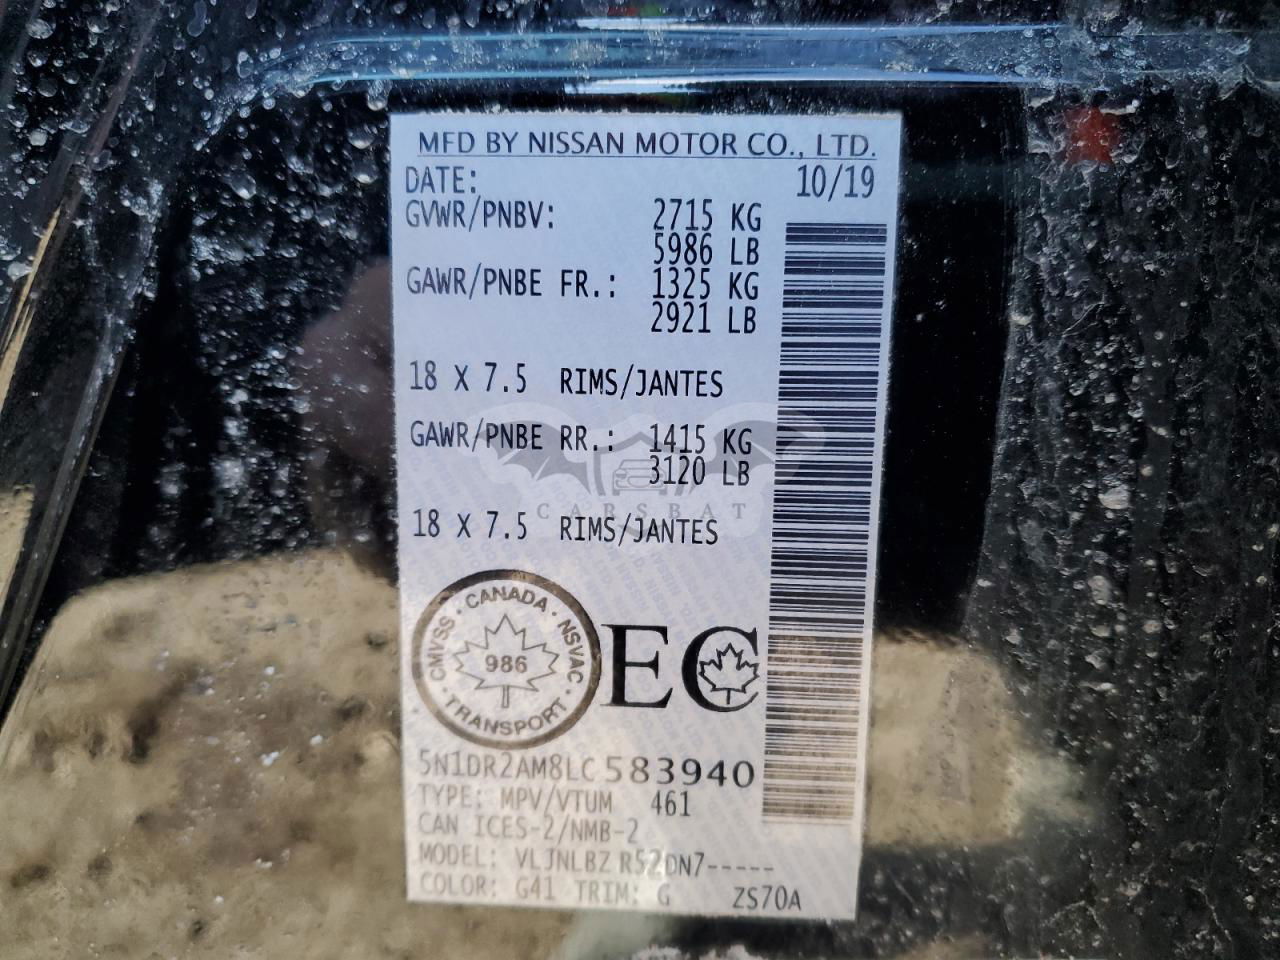 MFD BY NISSAN MOTOR CO., LTD.
DATE: 10/19
GVWR/PNBV: 2715 KG
5986 LB
GAWR/PNBE FR.: 1325 KG
2921 LB
18 X 7.5 RIMS/JANTES
GAWR/PNBE RR.: 1415 KG
3120 LB
CARSBAT
18 X 7.5 RIMS/JANTES
CANADA · NSVAC · TRANSPORT · CMVSS ·
986
EC
5N1DR2AM8LC583940
TYPE: MPV/VTUM 461
CAN ICES-2/NMB-2
MODEL: VLJNLBZ R52DN7-----
COLOR: G41 TRIM: G ZS70A